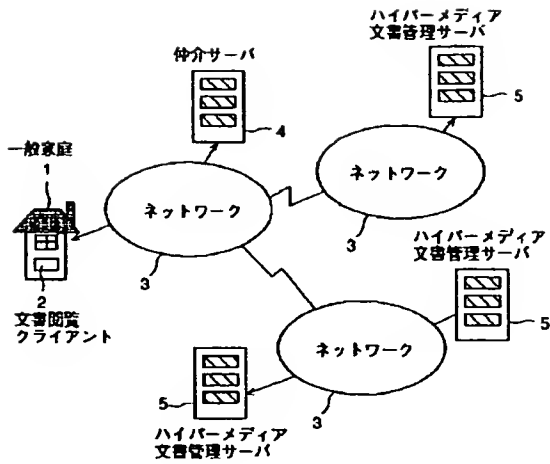 ハイパーメディア
文書管理サーバ
5
仲介サーバ
4
一般家庭
1
ネットワーク
3
ネットワーク
3
2
文書閲覧
クライアント
ハイパーメディア
文書管理サーバ
5
ネットワーク
3
5
ハイパーメディア
文書管理サーバ